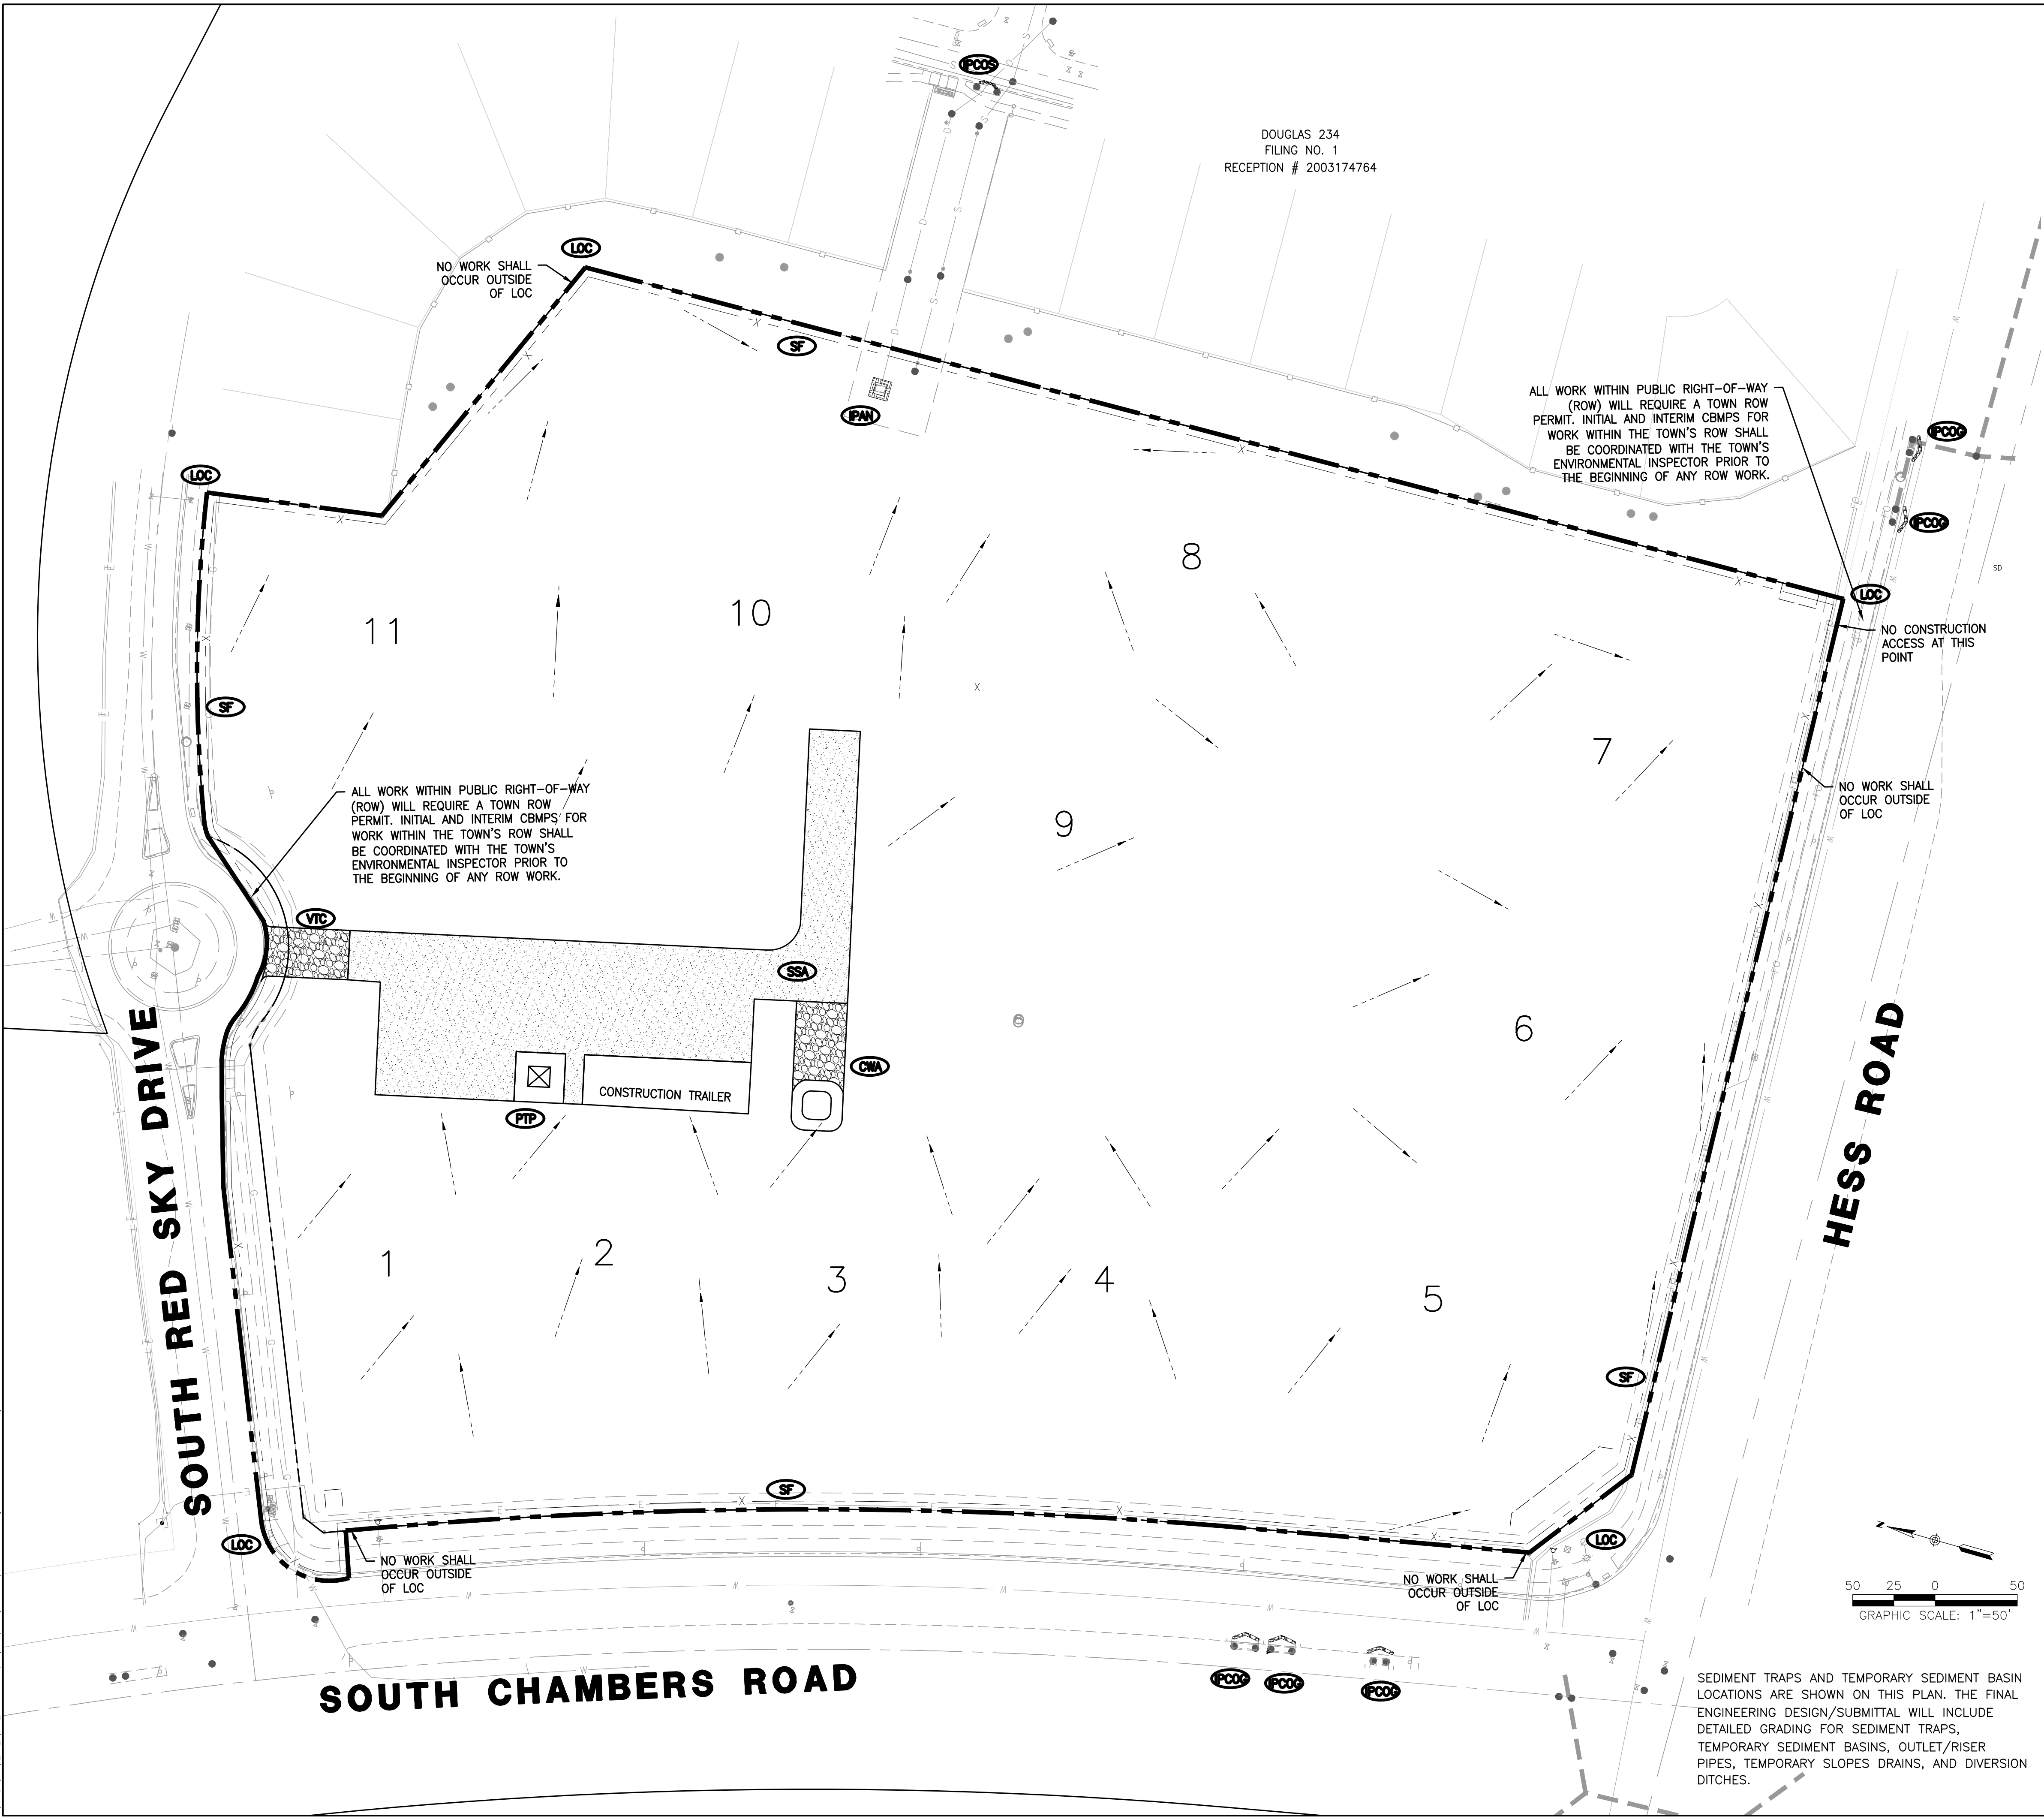 IPCOS
DOUGLAS 234
FILING NO. 1
RECEPTION # 2003174764
LOC
NO WORK SHALL
OCCUR OUTSIDE
OF LOC
SF
IPAN
ALL WORK WITHIN PUBLIC RIGHT-OF-WAY
(ROW) WILL REQUIRE A TOWN ROW
PERMIT. INITIAL AND INTERIM CBMPS FOR
WORK WITHIN THE TOWN'S ROW SHALL
BE COORDINATED WITH THE TOWN'S
ENVIRONMENTAL INSPECTOR PRIOR TO
THE BEGINNING OF ANY ROW WORK.
IPCOG
IPCOG
SD
LOC
LOC
NO CONSTRUCTION
ACCESS AT THIS
POINT
8
10
11
SF
7
NO WORK SHALL
OCCUR OUTSIDE
OF LOC
9
ALL WORK WITHIN PUBLIC RIGHT-OF-WAY
(ROW) WILL REQUIRE A TOWN ROW
PERMIT. INITIAL AND INTERIM CBMPS FOR
WORK WITHIN THE TOWN'S ROW SHALL
BE COORDINATED WITH THE TOWN'S
ENVIRONMENTAL INSPECTOR PRIOR TO
THE BEGINNING OF ANY ROW WORK.
VTC
SSA
6
CWA
CONSTRUCTION TRAILER
PTP
HESS ROAD
SOUTH RED SKY DRIVE
1
2
3
4
5
SF
SF
LOC
NO WORK SHALL
OCCUR OUTSIDE
OF LOC
LOC
NO WORK SHALL
OCCUR OUTSIDE
OF LOC
N
50 25 0 50
GRAPHIC SCALE: 1"=50'
IPCOG
IPCOG
IPCOG
SOUTH CHAMBERS ROAD
SEDIMENT TRAPS AND TEMPORARY SEDIMENT BASIN
LOCATIONS ARE SHOWN ON THIS PLAN. THE FINAL
ENGINEERING DESIGN/SUBMITTAL WILL INCLUDE
DETAILED GRADING FOR SEDIMENT TRAPS,
TEMPORARY SEDIMENT BASINS, OUTLET/RISER
PIPES, TEMPORARY SLOPES DRAINS, AND DIVERSION
DITCHES.